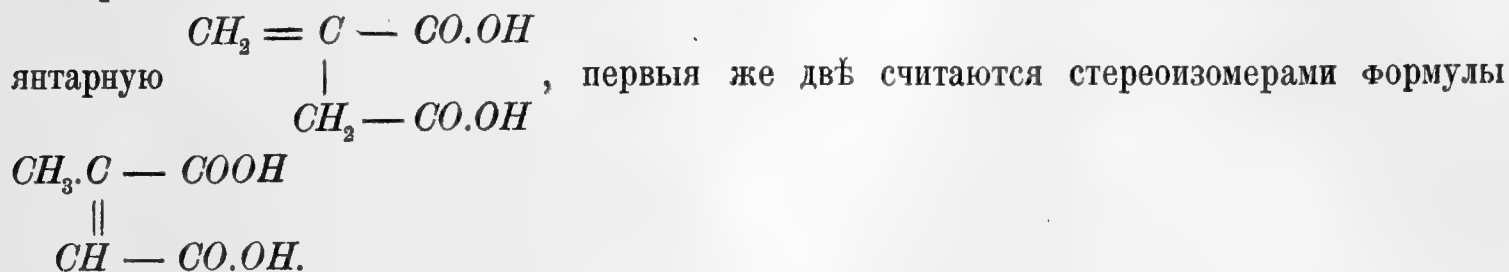 CH₂ = C — CO.OH
янтарную | , первыя же двѣ считаются стереоизомерами формулы
CH₂ — CO.OH
CH₃.C — COOH
||
CH — CO.OH.